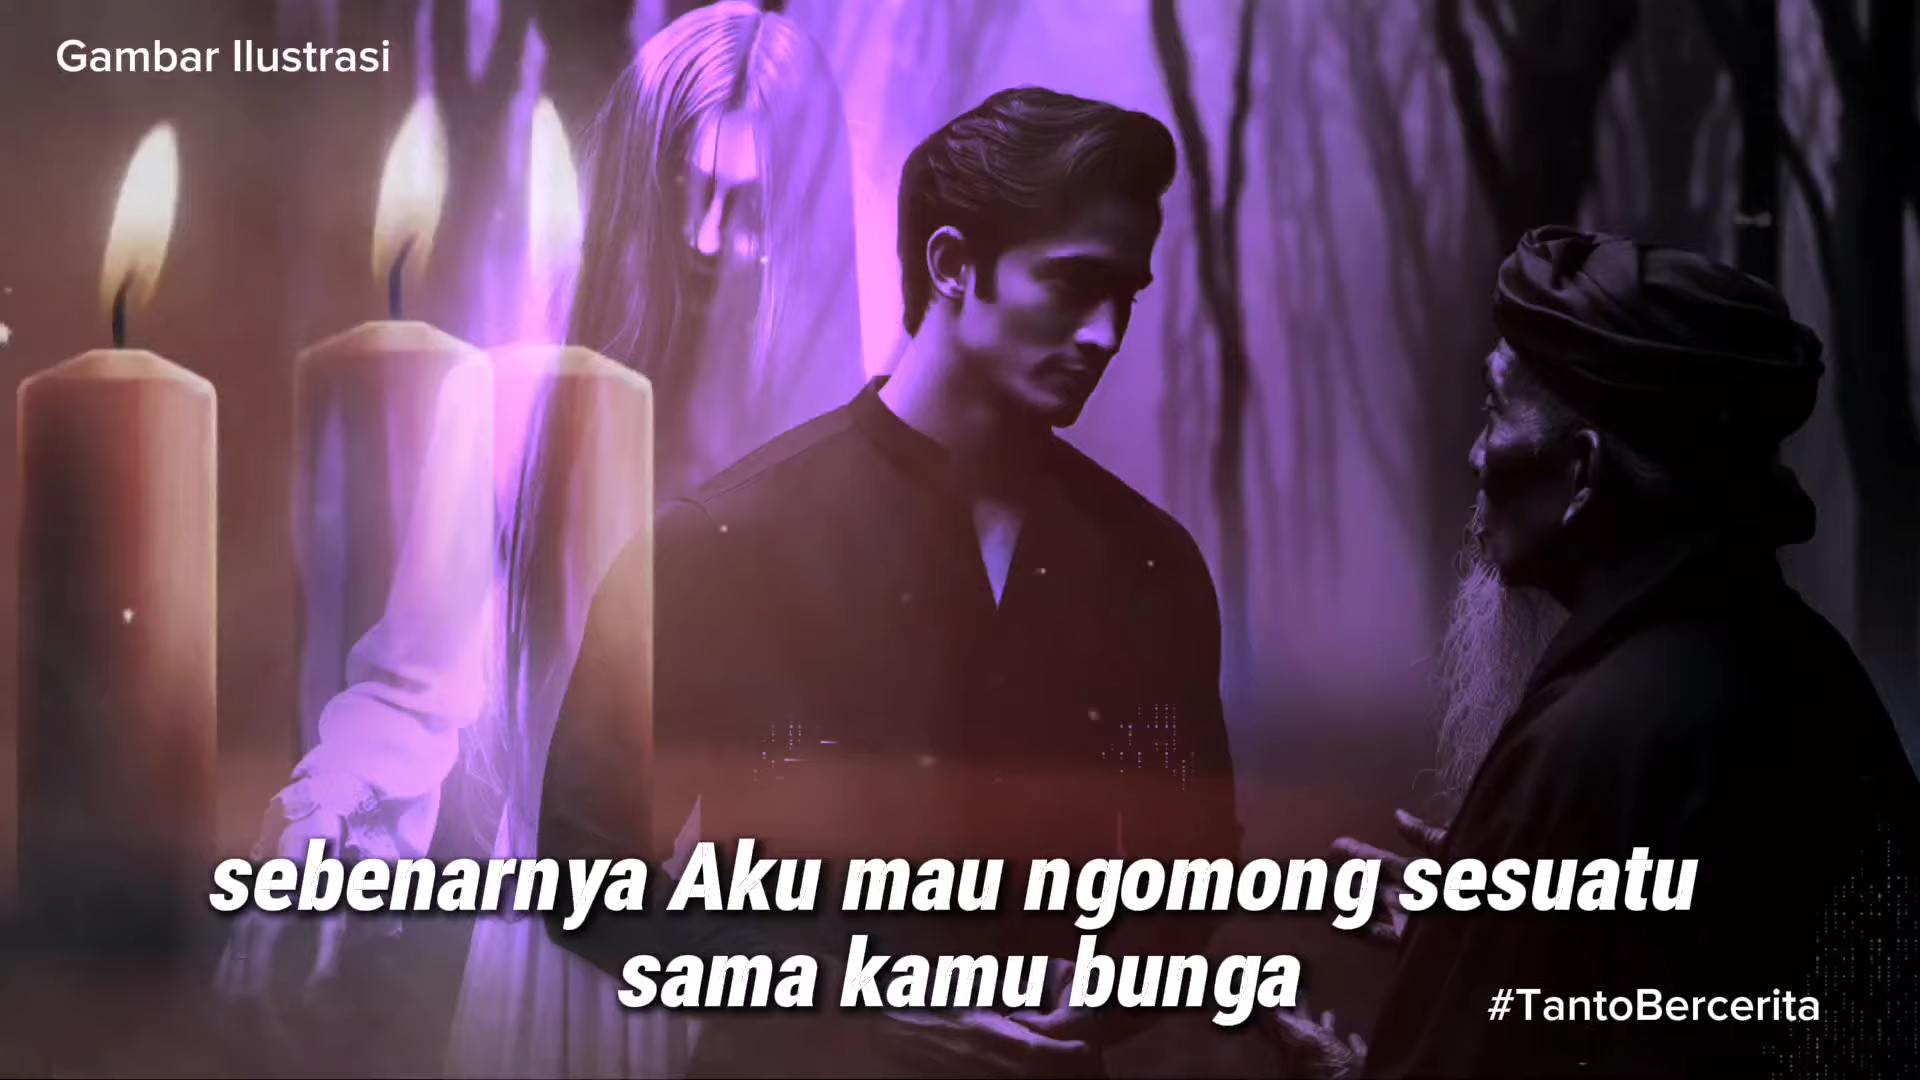 Gambar Ilustrasi
sebenarnya Aku mau ngomong sesuatu
sama kamu bunga
#TantoBercerita